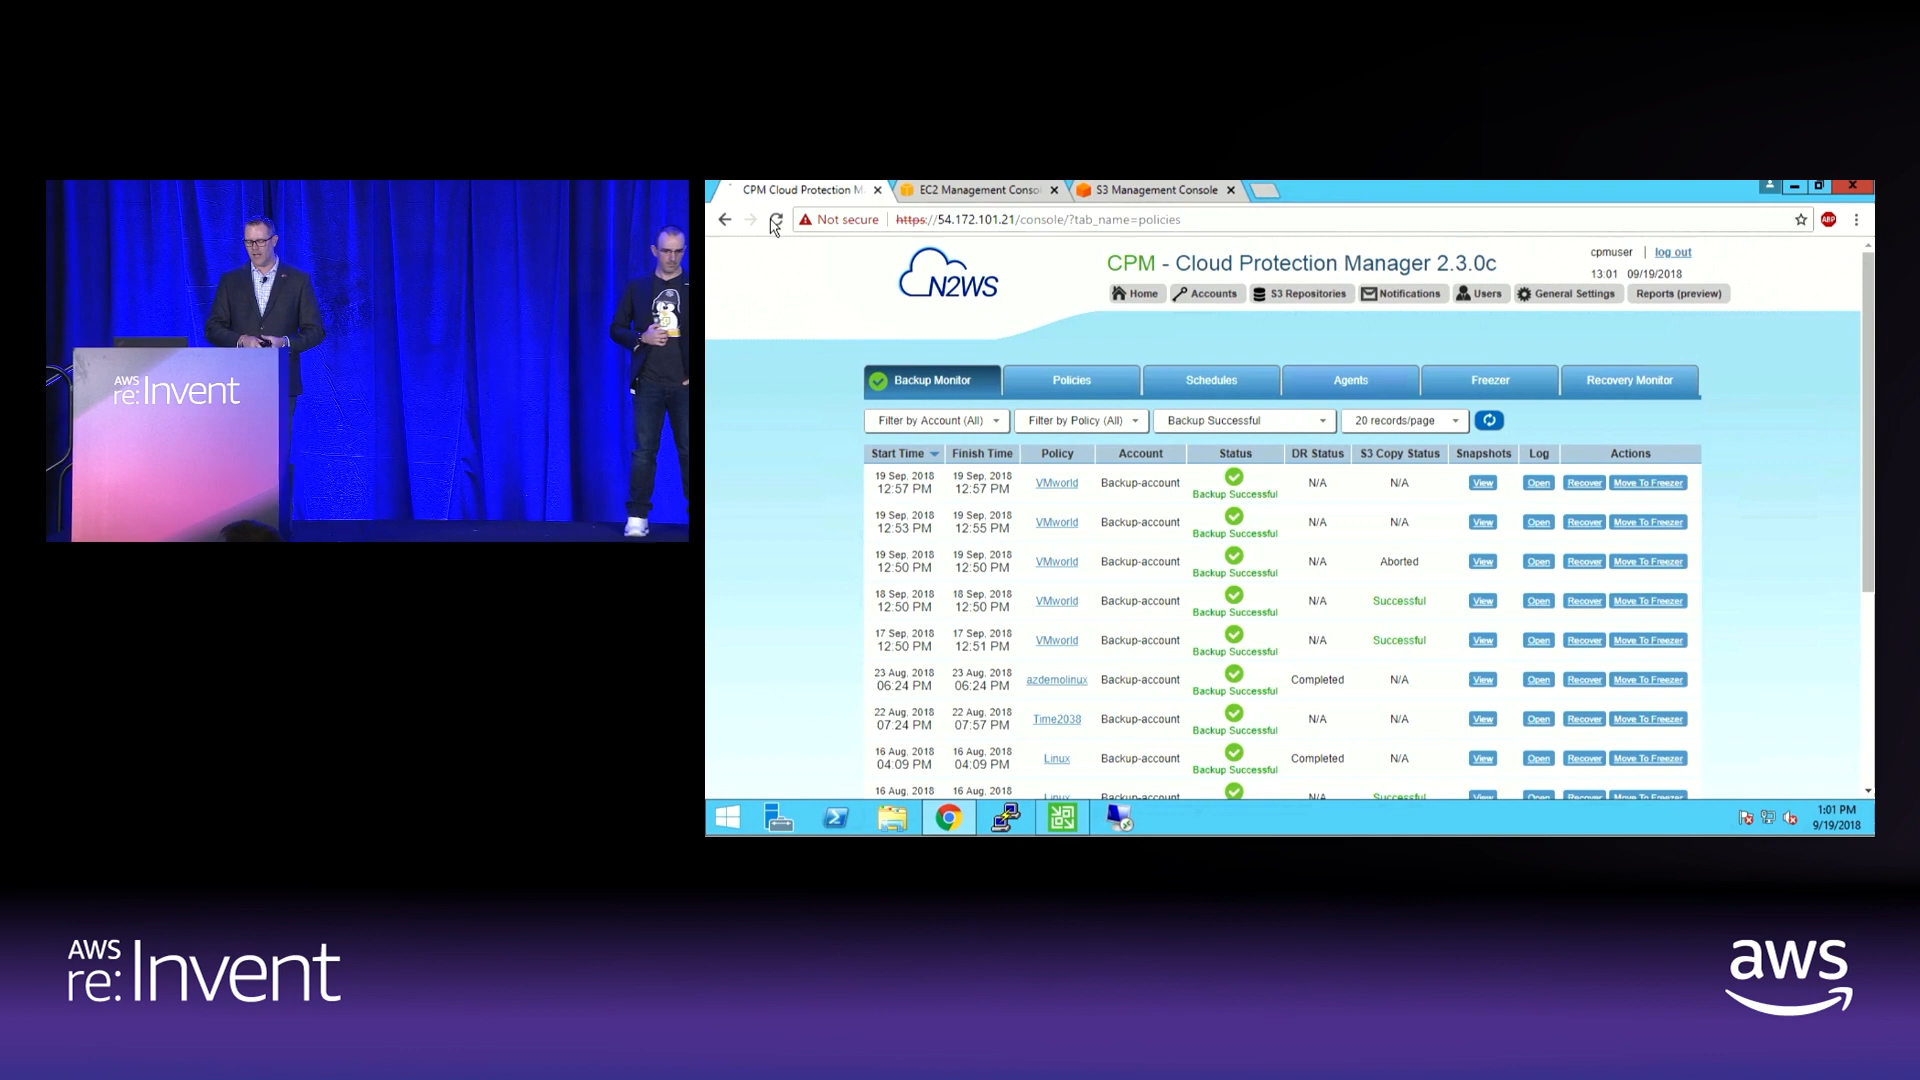 CPM Cloud Protection M
EC2 Management Conso
S3 Management Console
Not secure
https://54.172.101.21/console/?tab_name=policies
ABP
N2WS
CPM - Cloud Protection Manager 2.3.0c
cpmuser | log out
13:01 09/19/2018
Home
Accounts
S3 Repositories
Notifications
Users
General Settings
Reports (preview)
Backup Monitor
Policies
Schedules
Agents
Freezer
Recovery Monitor
Filter by Account (All)
Filter by Policy (All)
Backup Successful
20 records/page
Start Time Finish Time Policy Account Status DR Status S3 Copy Status Snapshots Log Actions
19 Sep, 2018 12:57 PM 19 Sep, 2018 12:57 PM VMworld Backup-account Backup Successful N/A N/A View Open Recover Move To Freezer
19 Sep, 2018 12:53 PM 19 Sep, 2018 12:55 PM VMworld Backup-account Backup Successful N/A N/A View Open Recover Move To Freezer
19 Sep, 2018 12:50 PM 19 Sep, 2018 12:50 PM VMworld Backup-account Backup Successful N/A Aborted View Open Recover Move To Freezer
18 Sep, 2018 12:50 PM 18 Sep, 2018 12:50 PM VMworld Backup-account Backup Successful N/A Successful View Open Recover Move To Freezer
17 Sep, 2018 12:50 PM 17 Sep, 2018 12:51 PM VMworld Backup-account Backup Successful N/A Successful View Open Recover Move To Freezer
23 Aug, 2018 06:24 PM 23 Aug, 2018 06:24 PM azdemolinux Backup-account Backup Successful Completed N/A View Open Recover Move To Freezer
22 Aug, 2018 07:24 PM 22 Aug, 2018 07:57 PM Time2038 Backup-account Backup Successful N/A N/A View Open Recover Move To Freezer
16 Aug, 2018 04:09 PM 16 Aug, 2018 04:09 PM Linux Backup-account Backup Successful Completed N/A View Open Recover Move To Freezer
16 Aug, 2018 16 Aug, 2018 Linux Backup-account N/A Successful View Open Recover Move To Freezer
1:01 PM
9/19/2018
AWS
re:Invent
AWS
re:Invent
aws